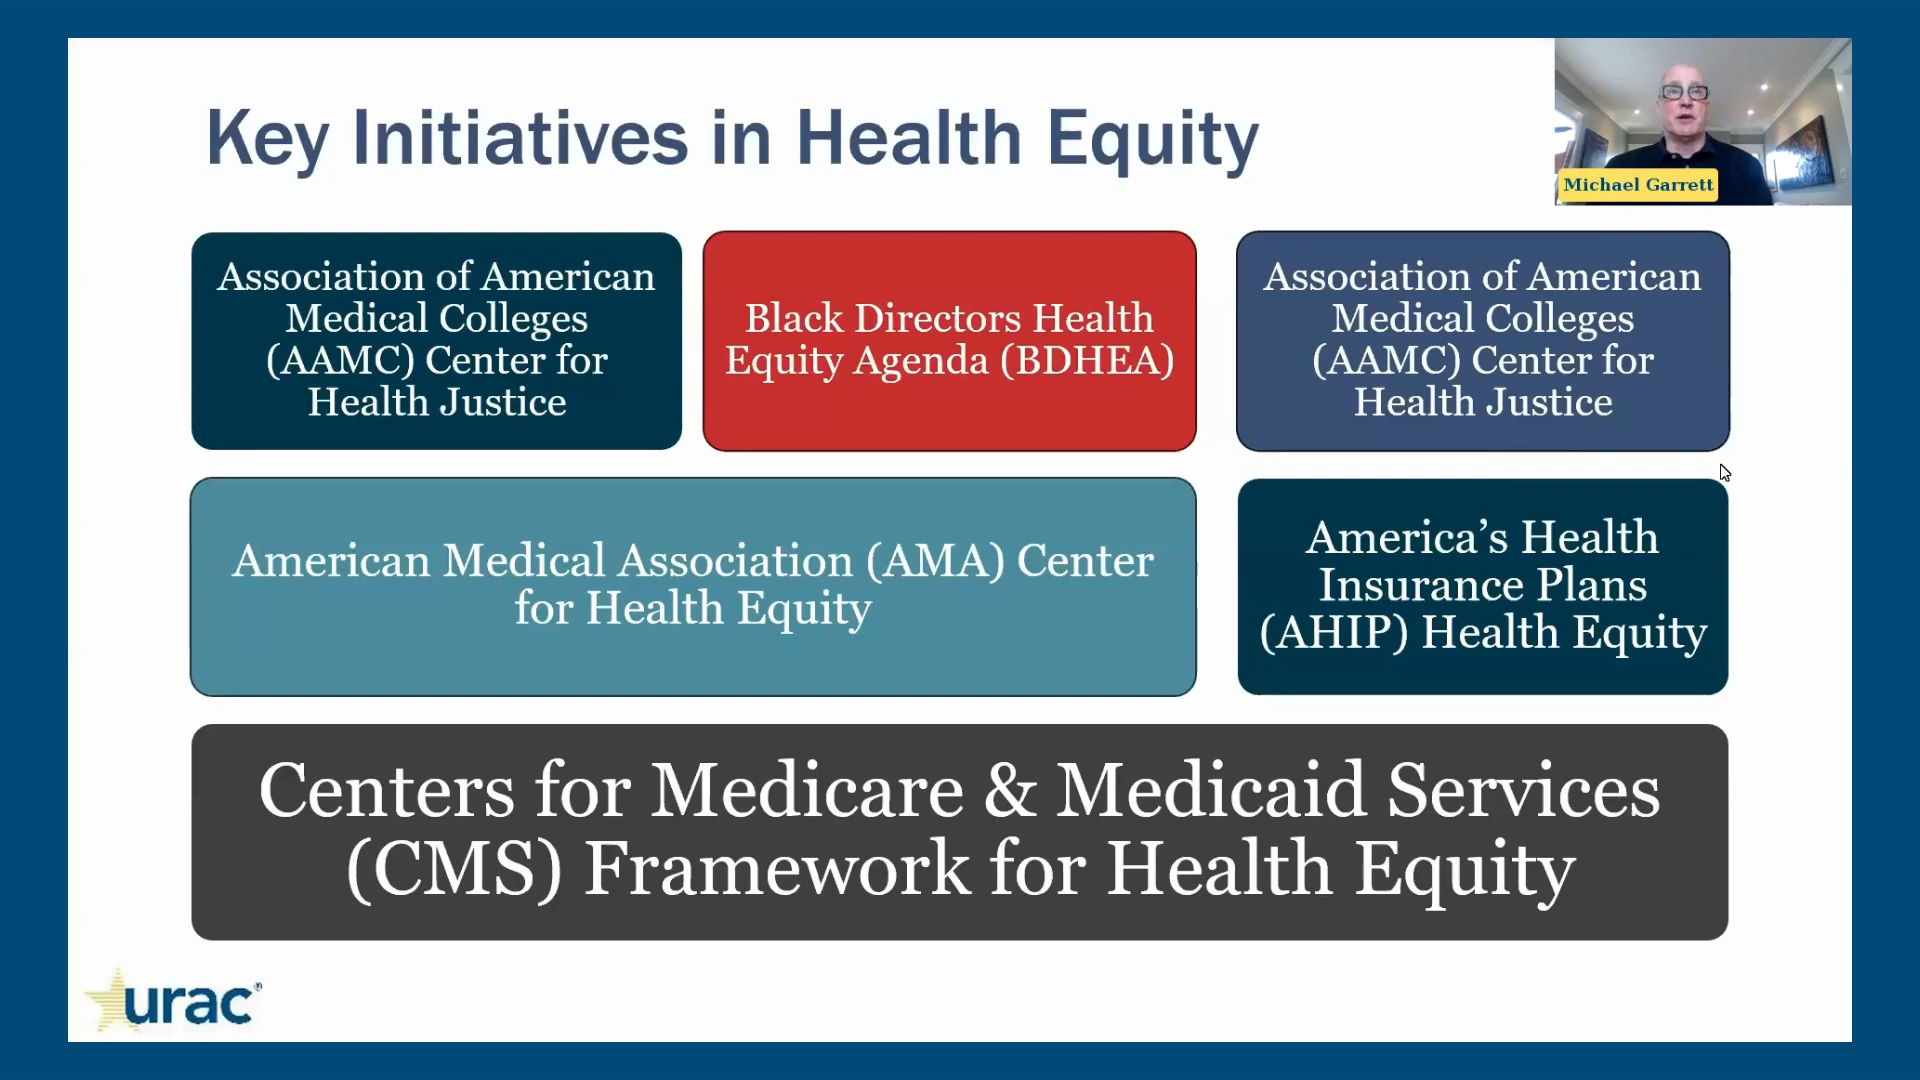 Key Initiatives in Health Equity
Michael Garrett
Association of American
Medical Colleges
(AAMC) Center for
Health Justice
Black Directors Health
Equity Agenda (BDHEA)
Association of American
Medical Colleges
(AAMC) Center for
Health Justice
American Medical Association (AMA) Center
for Health Equity
America’s Health
Insurance Plans
(AHIP) Health Equity
Centers for Medicare & Medicaid Services
(CMS) Framework for Health Equity
urac®